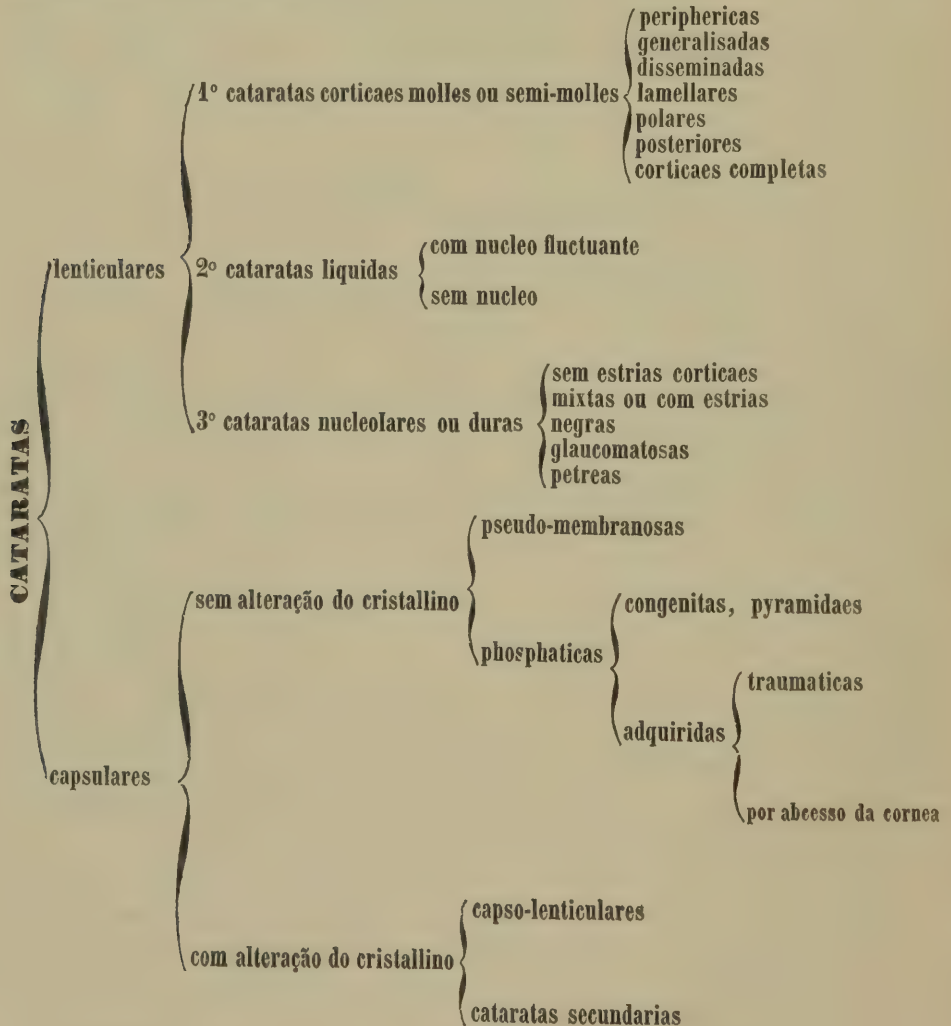 CATARATAS
lenticulares
1º cataratas corticaes molles ou semi-molles
periphericas
generalisadas
disseminadas
lamellares
polares
posteriores
corticaes completas
2º cataratas liquidas
com nucleo fluctuante
sem nucleo
3º cataratas nucleolares ou duras
sem estrias corticaes
mixtas ou com estrias
negras
glaucomatosas
petreas
capsulares
sem alteração do cristallino
pseudo-membranosas
phosphaticas
congenitas, pyramidaes
adquiridas
traumaticas
por abcesso da cornea
com alteração do cristallino
capso-lenticulares
cataratas secundarias